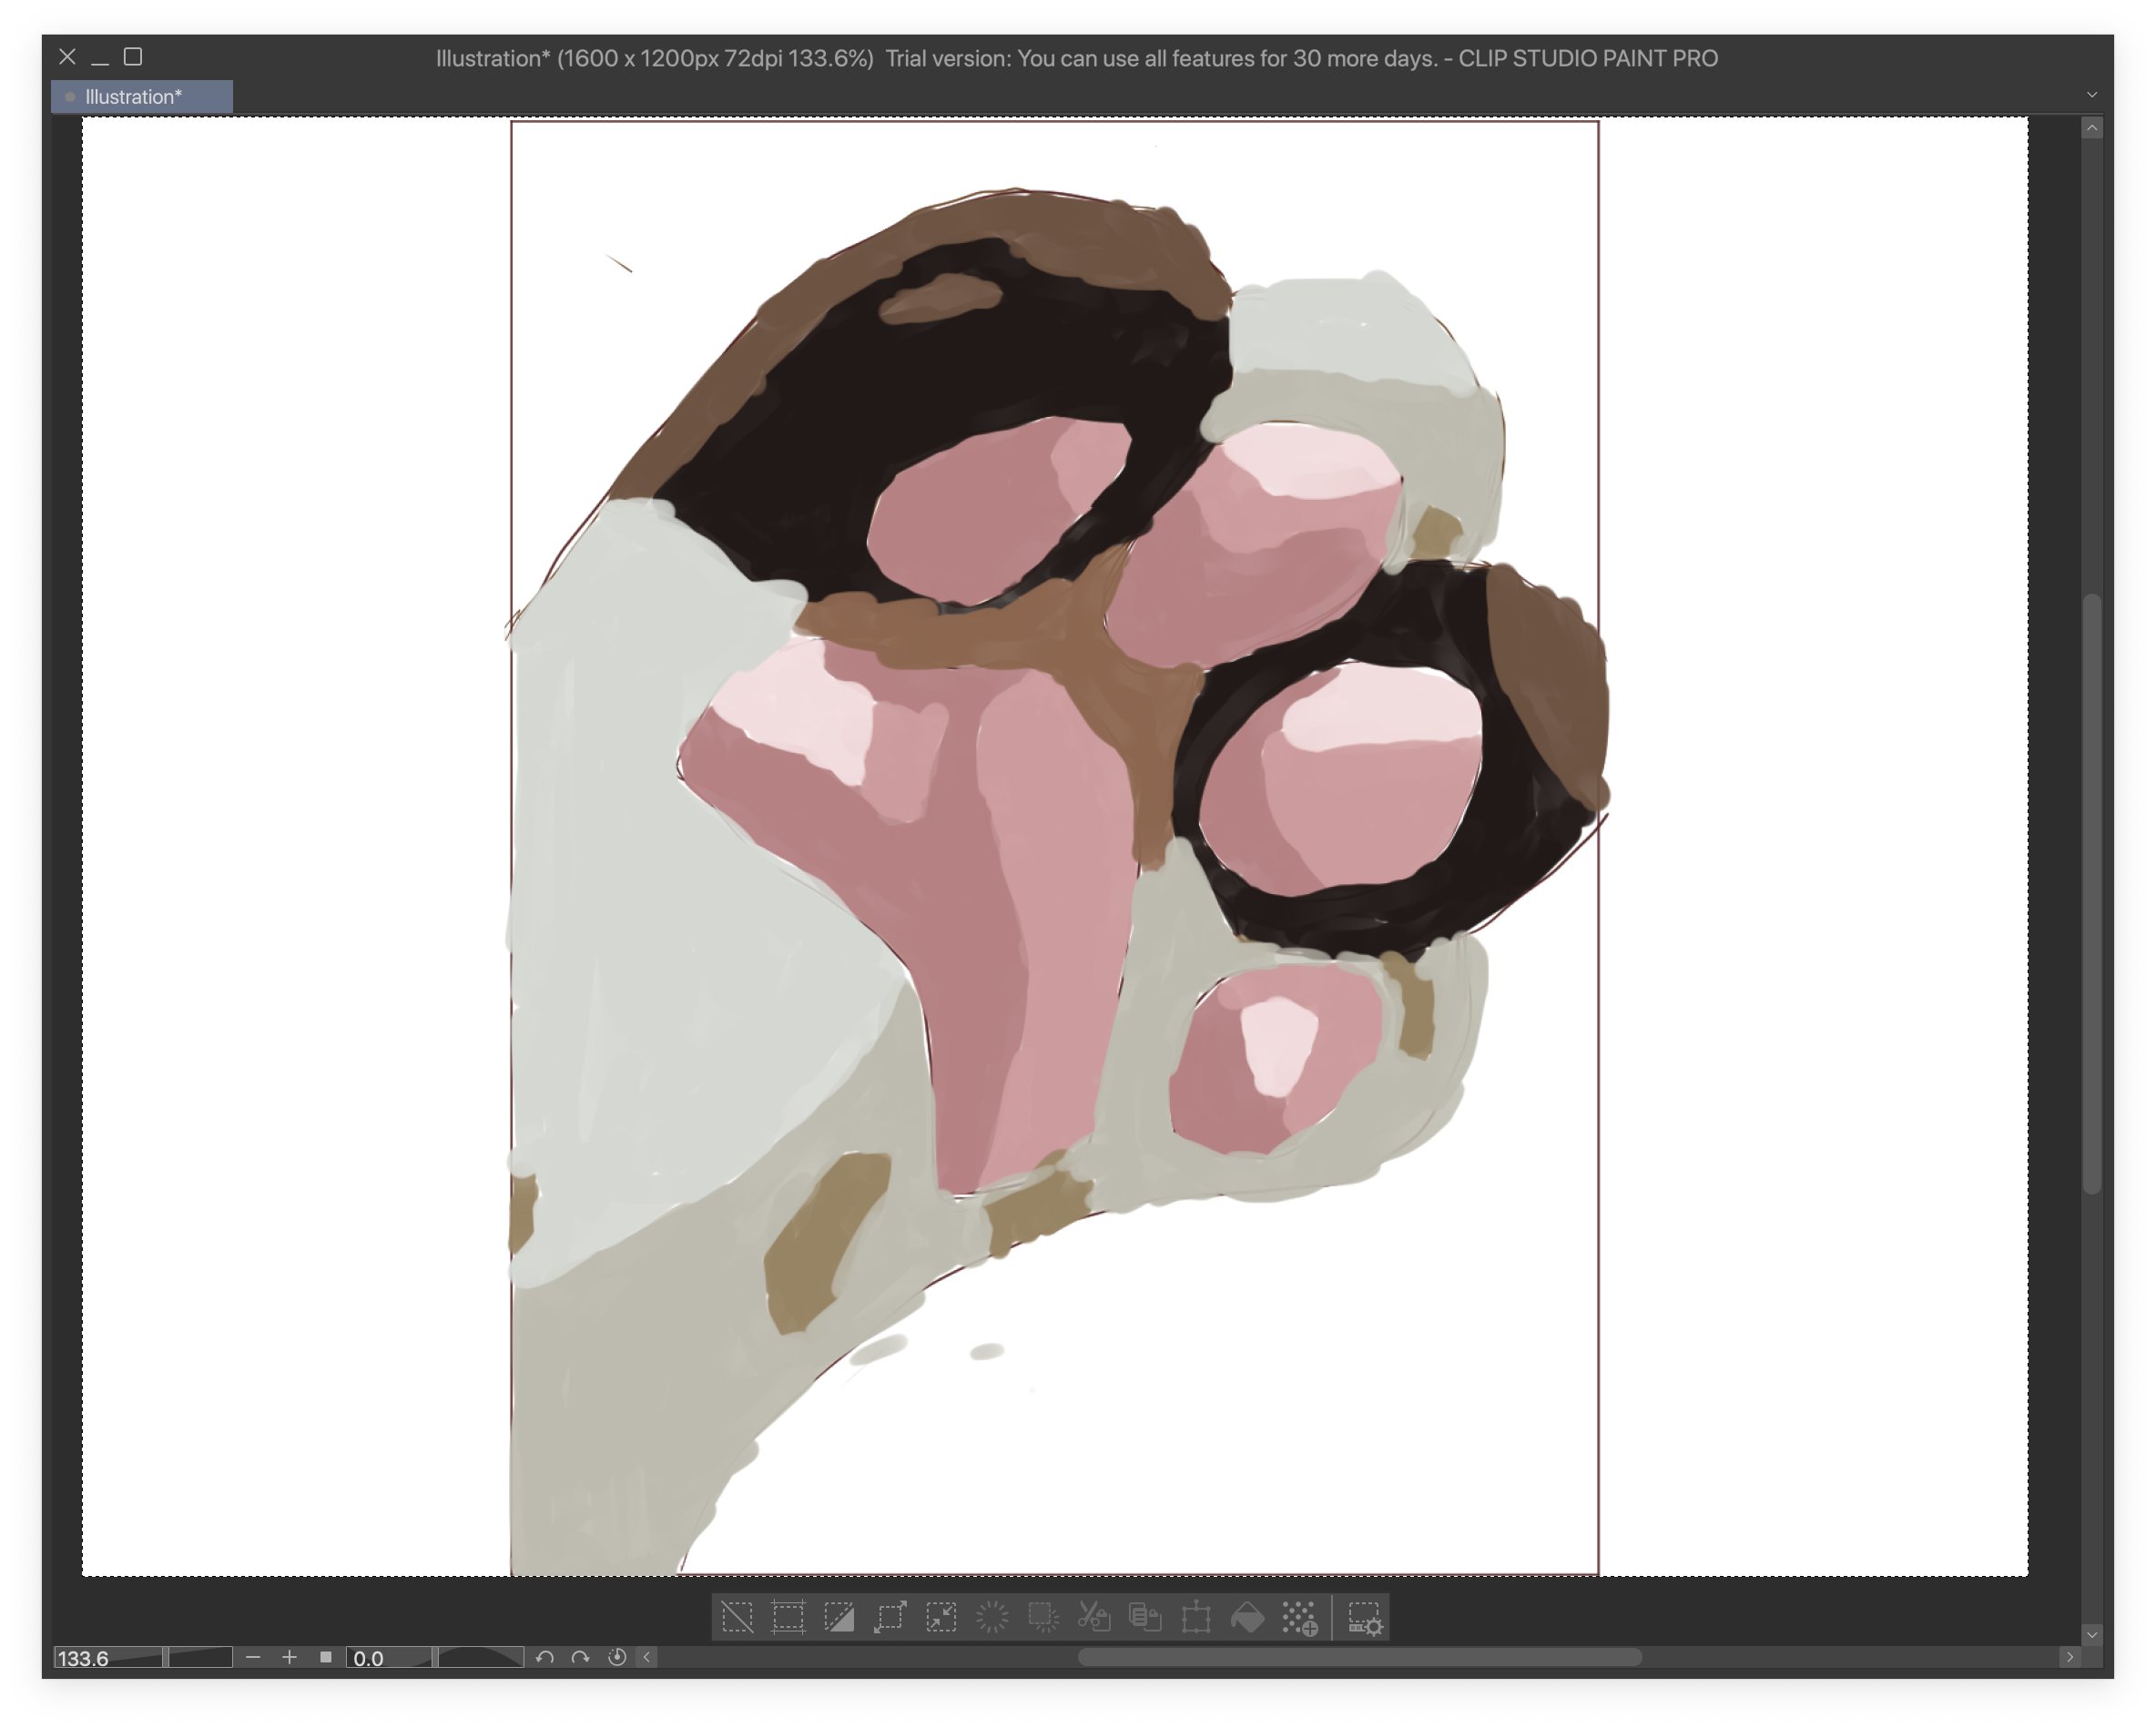 Illustration* (1600 x 1200px 72dpi 133.6%)  Trial version: You can use all features for 30 more days. - CLIP STUDIO PAINT PRO
Illustration*
133.6
0.0